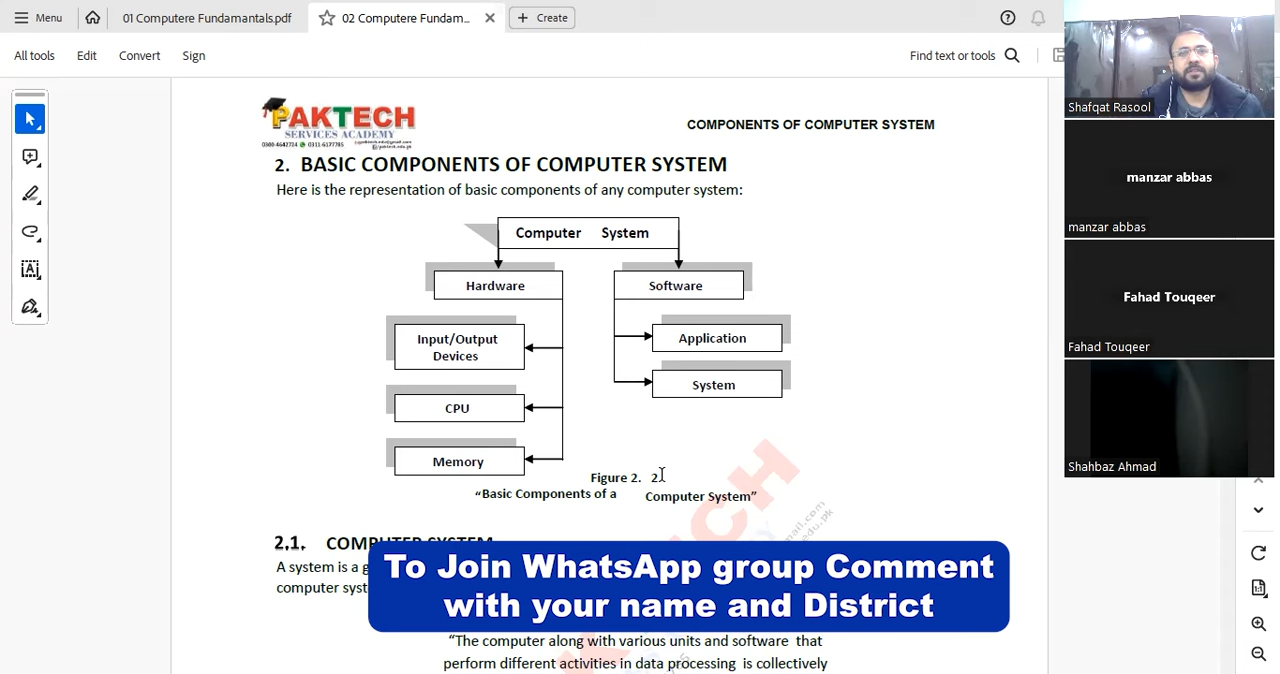 Menu
01 Computere Fundamantals.pdf
02 Computere Fundam...
Create
All tools
Edit
Convert
Sign
Find text or tools
PAKTECH
SERVICES ACADEMY
COMPONENTS OF COMPUTER SYSTEM
2. BASIC COMPONENTS OF COMPUTER SYSTEM
Here is the representation of basic components of any computer system:
Computer System
Hardware
Software
Input/Output
Devices
Application
System
CPU
Memory
Figure 2. 2
“Basic Components of a Computer System”
2.1. COMPUTER SYSTEM
A system is a g
computer syst
To Join WhatsApp group Comment
with your name and District
“The computer along with various units and software that
perform different activities in data processing is collectively
Shafqat Rasool
manzar abbas
manzar abbas
Fahad Touqeer
Fahad Touqeer
Shahbaz Ahmad